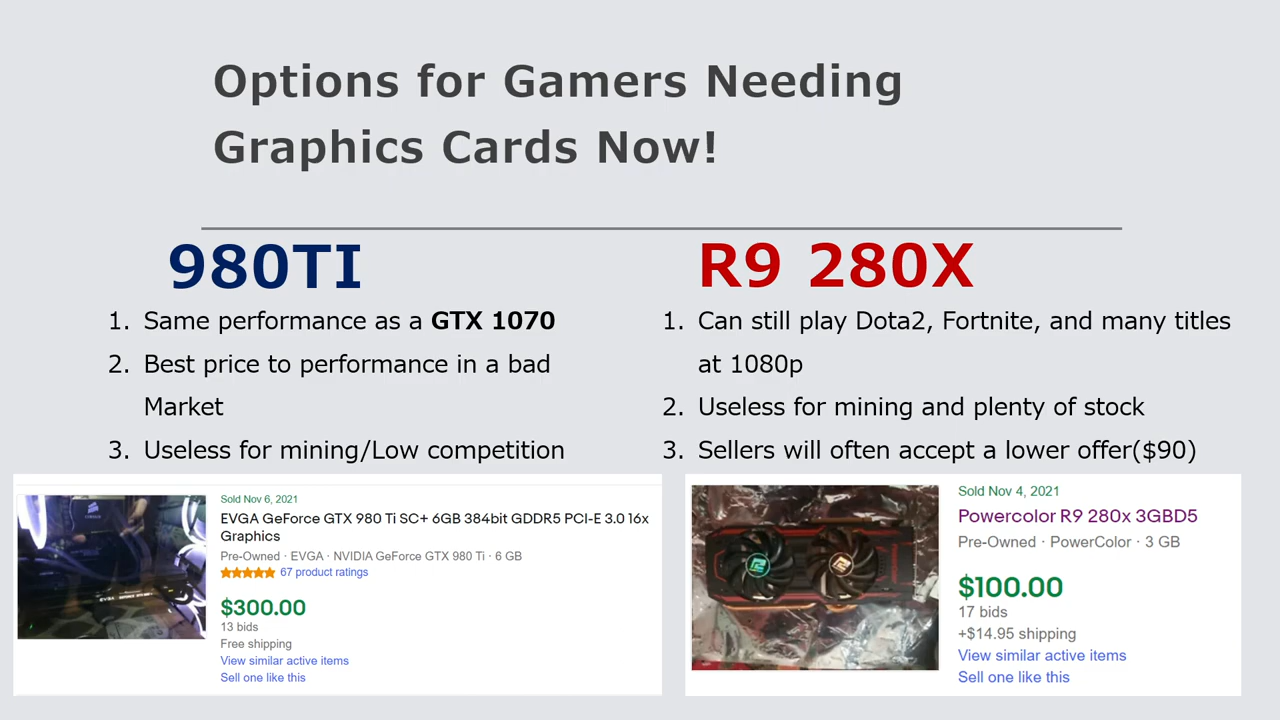 Options for Gamers Needing
Graphics Cards Now!
980TI
1. Same performance as a GTX 1070
2. Best price to performance in a bad
Market
3. Useless for mining/Low competition
R9 280X
1. Can still play Dota2, Fortnite, and many titles
at 1080p
2. Useless for mining and plenty of stock
3. Sellers will often accept a lower offer($90)
Sold Nov 6, 2021
EVGA GeForce GTX 980 Ti SC+ 6GB 384bit GDDR5 PCI-E 3.0 16x
Graphics
Pre-Owned · EVGA · NVIDIA GeForce GTX 980 Ti · 6 GB
67 product ratings
$300.00
13 bids
Free shipping
View similar active items
Sell one like this
Sold Nov 4, 2021
Powercolor R9 280x 3GBD5
Pre-Owned · PowerColor · 3 GB
$100.00
17 bids
+$14.95 shipping
View similar active items
Sell one like this